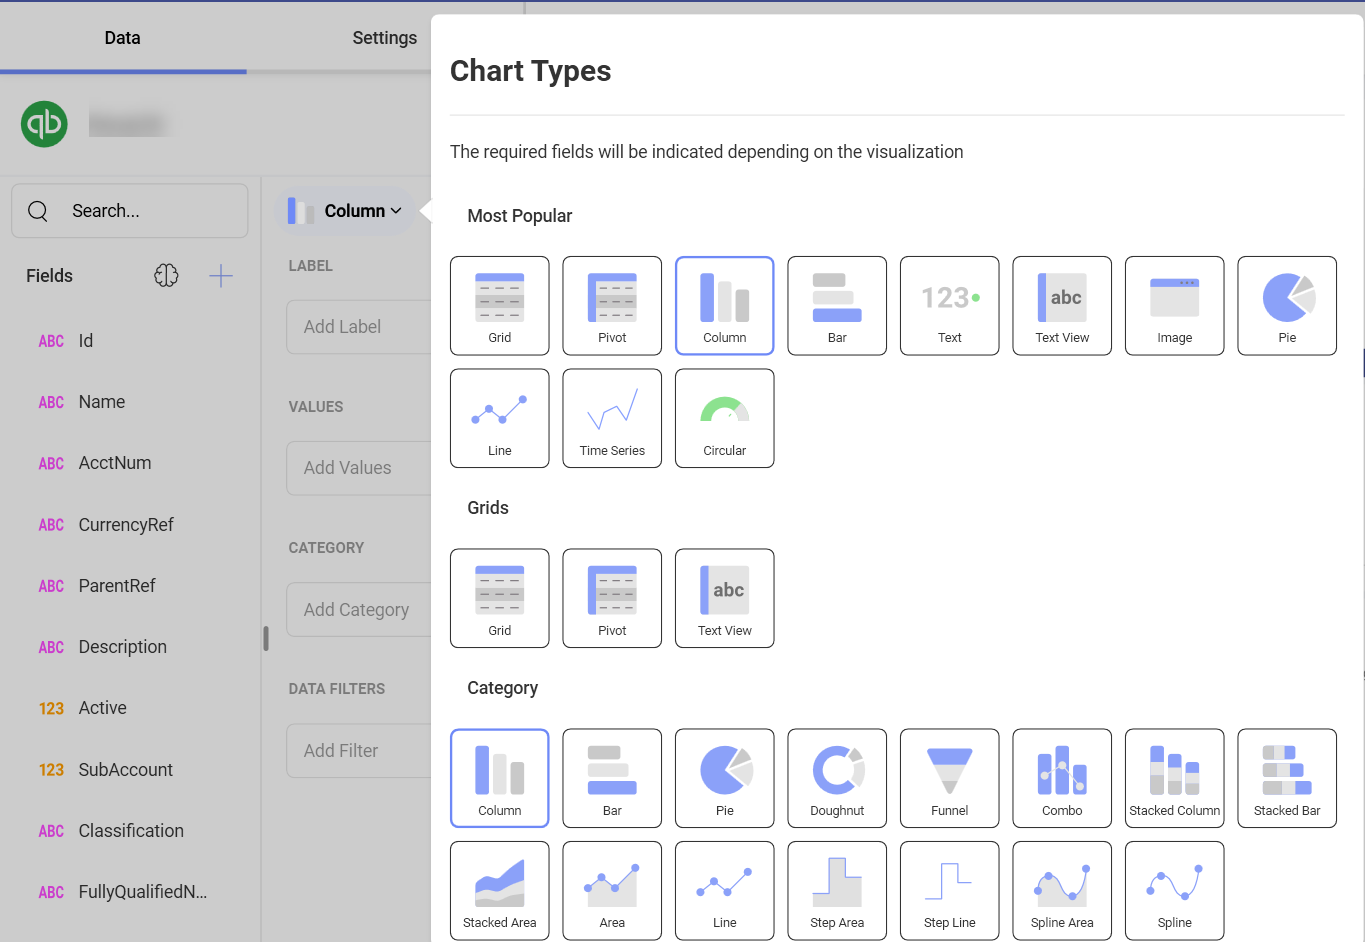 Data
Settings
qb
Search...
Fields
ABC Id
ABC Name
ABC AcctNum
ABC CurrencyRef
ABC ParentRef
ABC Description
123 Active
123 SubAccount
ABC Classification
ABC FullyQualifiedN...
Column
LABEL
Add Label
VALUES
Add Values
CATEGORY
Add Category
DATA FILTERS
Add Filter
Chart Types
The required fields will be indicated depending on the visualization
Most Popular
123 abc
Grid Pivot Column Bar Text Text View Image Pie
Line Time Series Circular
Grids
abc
Grid Pivot Text View
Category
Column Bar Pie Doughnut Funnel Combo Stacked Column Stacked Bar
Stacked Area Area Line Step Area Step Line Spline Area Spline